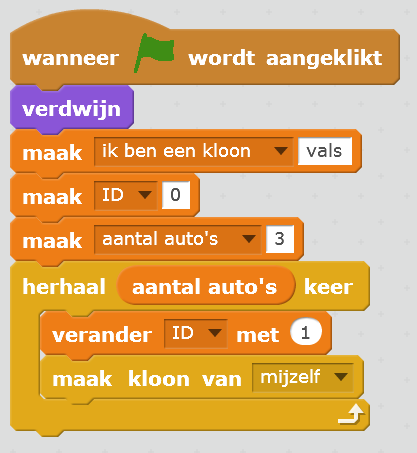 wanneer wordt aangeklikt
verdwijn
maak ik ben een kloon vals
maak ID 0
maak aantal auto's 3
herhaal aantal auto's keer
verander ID met 1
maak kloon van mijzelf